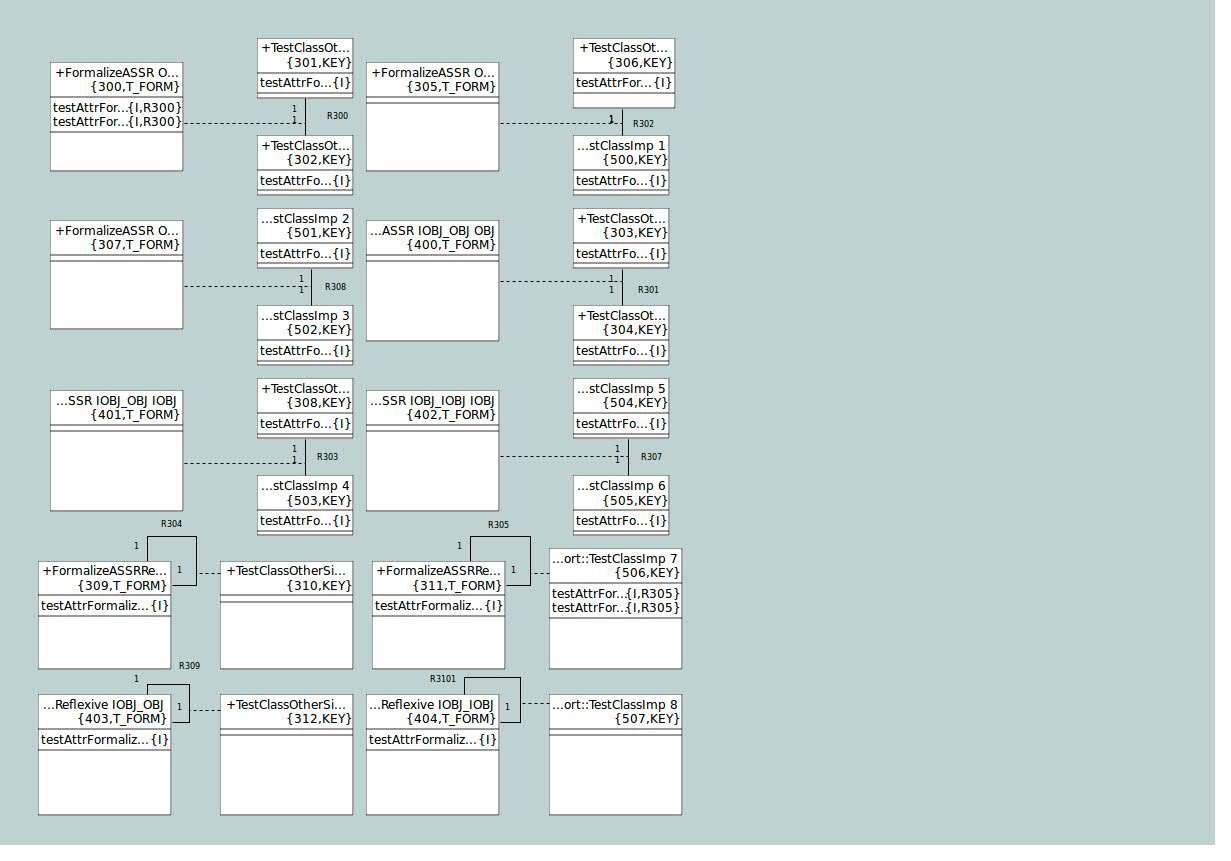 +TestClassOt...
{301,KEY}
testAttrFo...{I}
+TestClassOt...
{306,KEY}
testAttrFor...{I}
+FormalizeASSR O...
{300,T_FORM}
testAttrFor...{I,R300}
testAttrFor...{I,R300}
1
1
R300
+FormalizeASSR O...
{305,T_FORM}
1
R302
+TestClassOt...
{302,KEY}
testAttrFo...{I}
...stClassImp 1
{500,KEY}
testAttrFo...{I}
+FormalizeASSR O...
{307,T_FORM}
...stClassImp 2
{501,KEY}
testAttrFo...{I}
1
1
R308
...ASSR IOBJ_OBJ OBJ
{400,T_FORM}
+TestClassOt...
{303,KEY}
testAttrFo...{I}
1
1
R301
...stClassImp 3
{502,KEY}
testAttrFo...{I}
+TestClassOt...
{304,KEY}
testAttrFo...{I}
...SSR IOBJ_OBJ IOBJ
{401,T_FORM}
+TestClassOt...
{308,KEY}
testAttrFo...{I}
1
1
R303
...SSR IOBJ_IOBJ IOBJ
{402,T_FORM}
...stClassImp 5
{504,KEY}
testAttrFo...{I}
1
1
R307
...stClassImp 4
{503,KEY}
testAttrFo...{I}
...stClassImp 6
{505,KEY}
testAttrFo...{I}
R304
1
1
+FormalizeASSRRe...
{309,T_FORM}
testAttrFormaliz...{I}
+TestClassOtherSi...
{310,KEY}
R305
1
1
+FormalizeASSRRe...
{311,T_FORM}
testAttrFormaliz...{I}
...ort::TestClassImp 7
{506,KEY}
testAttrFor...{I,R305}
testAttrFor...{I,R305}
R309
1
1
...Reflexive IOBJ_OBJ
{403,T_FORM}
testAttrFormaliz...{I}
+TestClassOtherSi...
{312,KEY}
R3101
1
...Reflexive IOBJ_IOBJ
{404,T_FORM}
testAttrFormaliz...{I}
...ort::TestClassImp 8
{507,KEY}